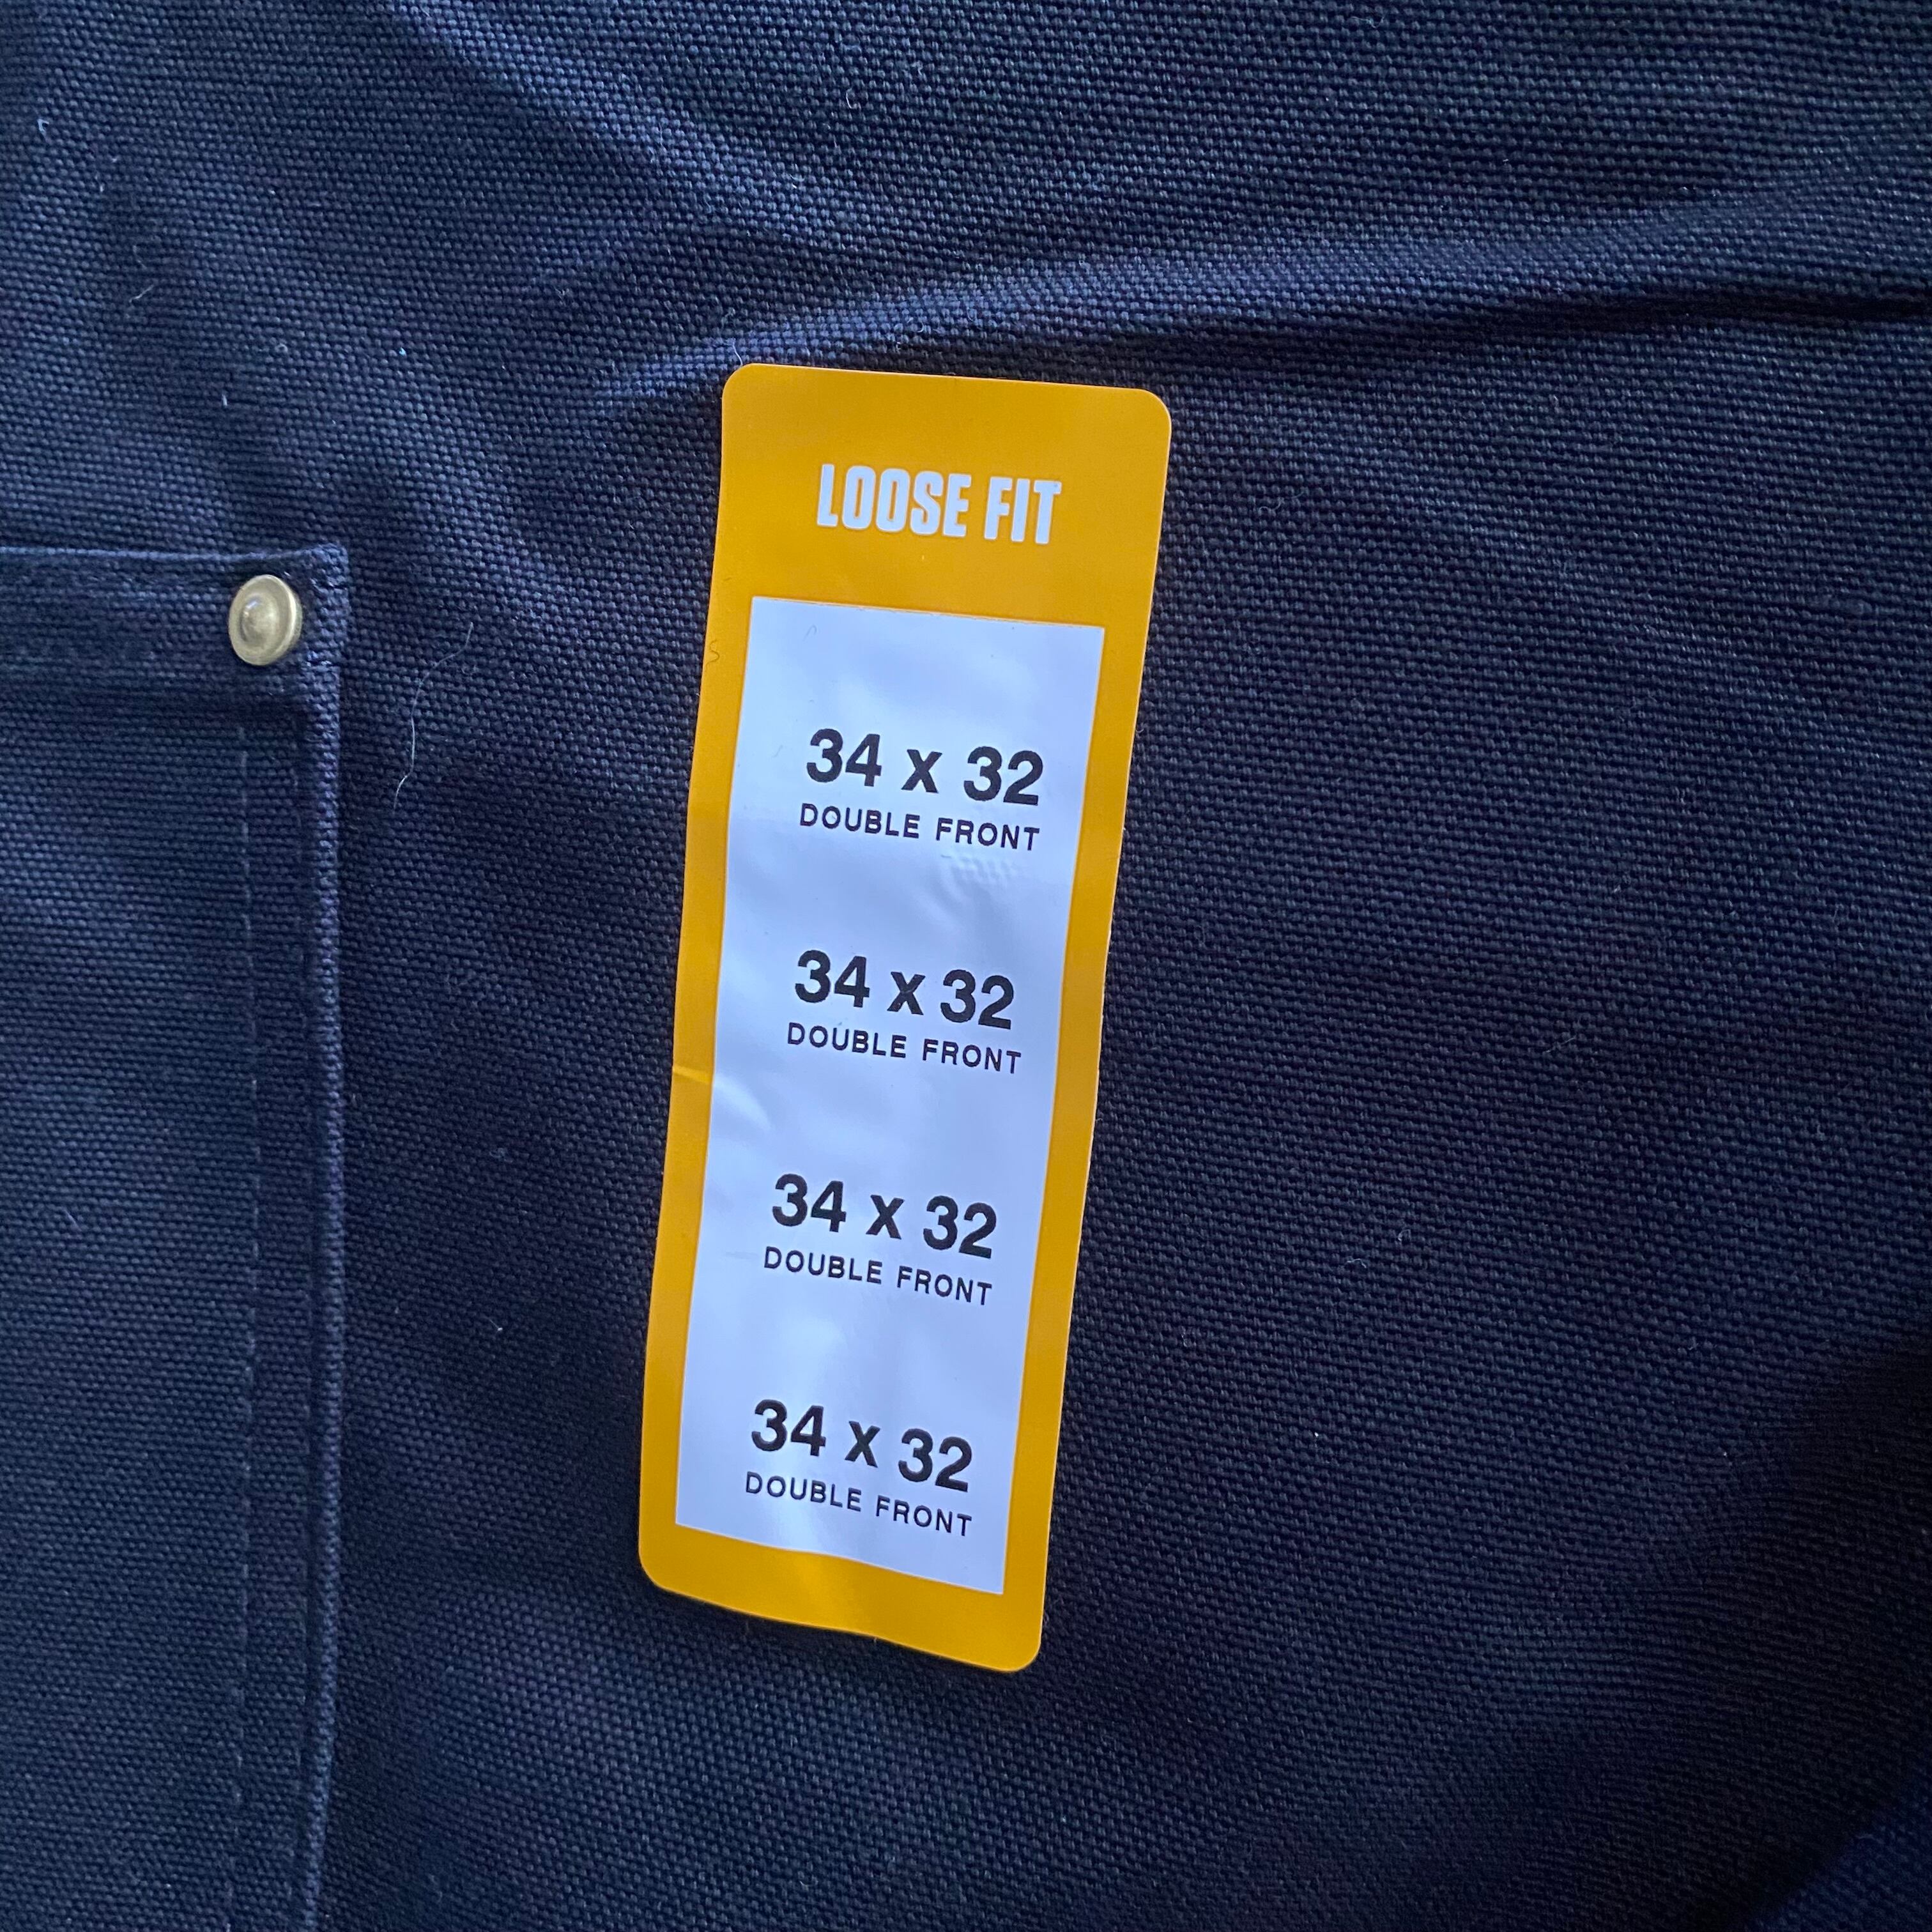 LOOSE FIT
34 x 32
DOUBLE FRONT
34 x 32
DOUBLE FRONT
34 x 32
DOUBLE FRONT
34 x 32
DOUBLE FRONT